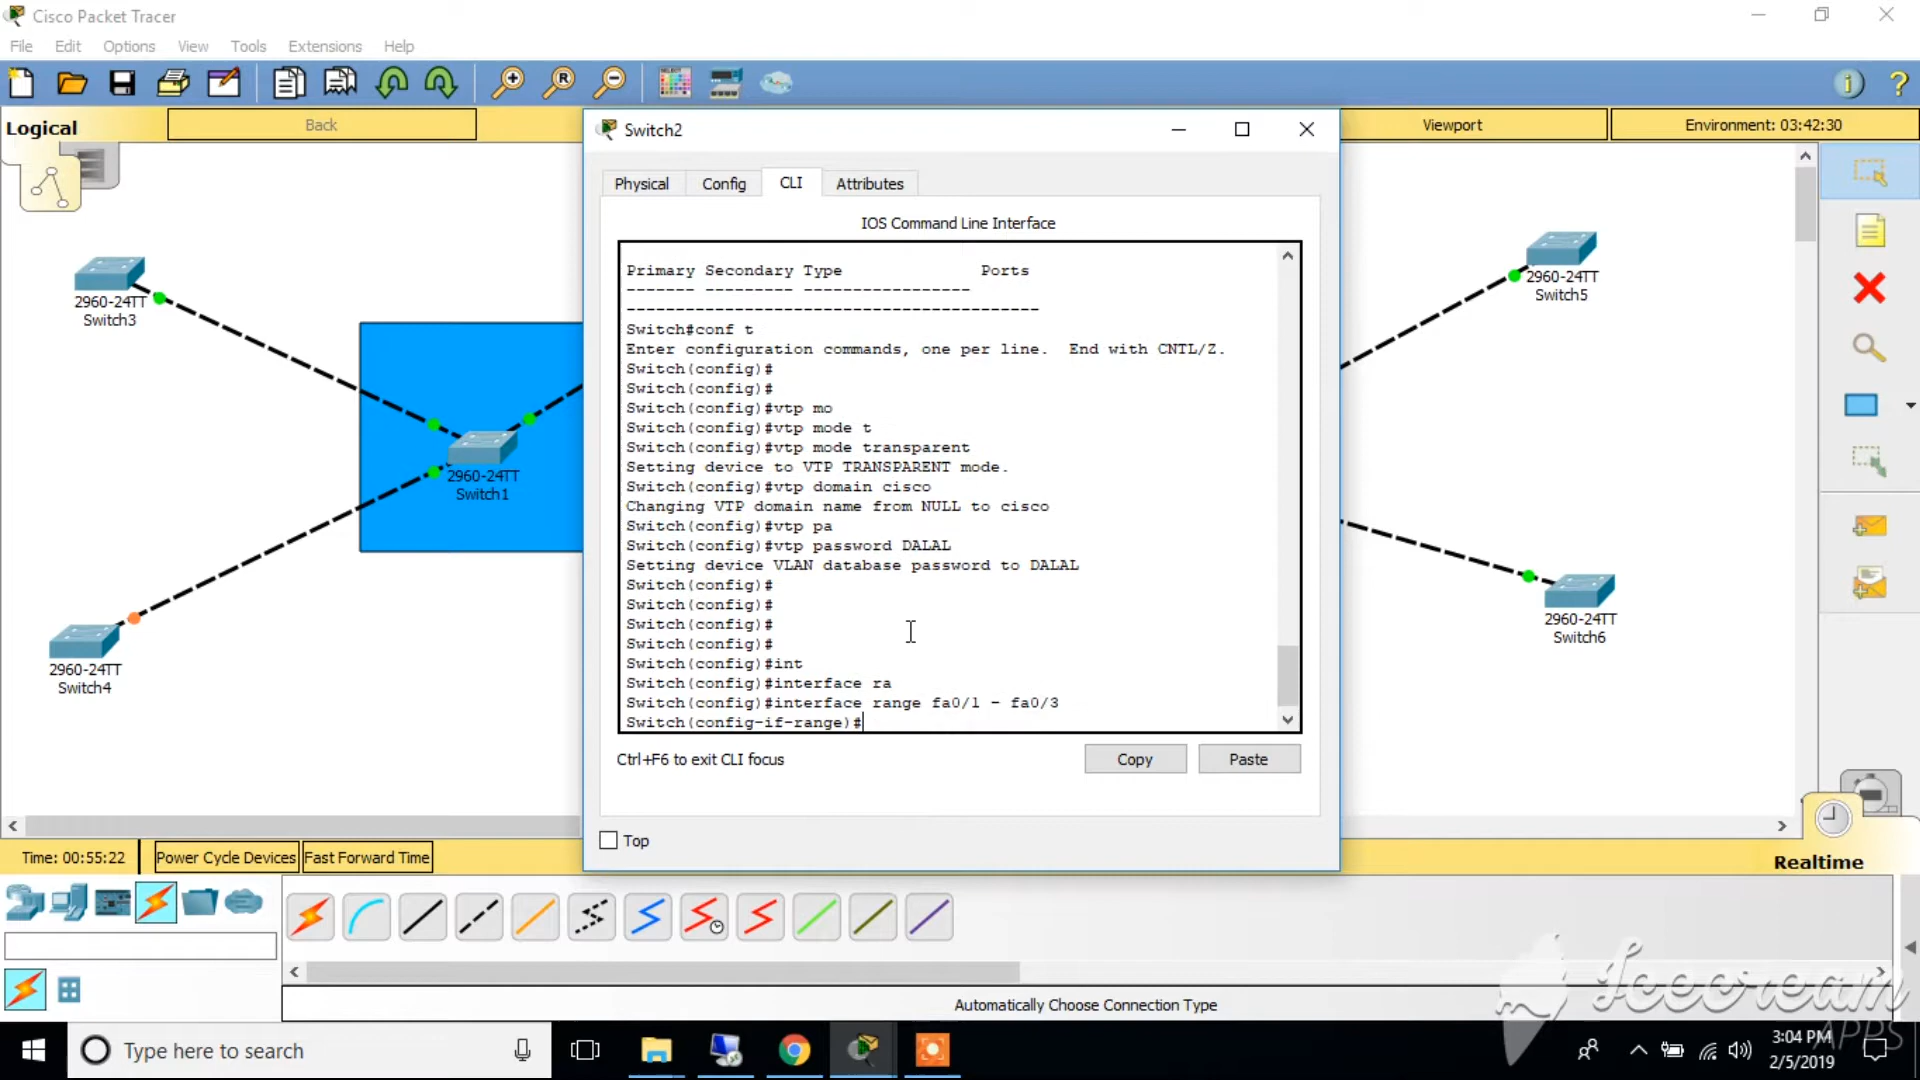 Cisco Packet Tracer
File Edit Options View Tools Extensions Help
Logical
Back
Viewport
Environment: 03:42:30
Switch2
Physical Config CLI Attributes
IOS Command Line Interface
Primary Secondary Type Ports
------- --------- -----------------
------------------------------------------
Switch#conf t
Enter configuration commands, one per line. End with CNTL/Z.
Switch(config)#
Switch(config)#
Switch(config)#vtp mo
Switch(config)#vtp mode t
Switch(config)#vtp mode transparent
Setting device to VTP TRANSPARENT mode.
Switch(config)#vtp domain cisco
Changing VTP domain name from NULL to cisco
Switch(config)#vtp pa
Switch(config)#vtp password DALAL
Setting device VLAN database password to DALAL
Switch(config)#
Switch(config)#
Switch(config)#
Switch(config)#
Switch(config)#int
Switch(config)#interface ra
Switch(config)#interface range fa0/1 - fa0/3
Switch(config-if-range)#
Ctrl+F6 to exit CLI focus
Copy
Paste
Top
2960-24TT
Switch3
2960-24TT
Switch1
2960-24TT
Switch4
2960-24TT
Switch5
2960-24TT
Switch6
Time: 00:55:22
Power Cycle Devices
Fast Forward Time
Realtime
Automatically Choose Connection Type
Icecream
APPS
Type here to search
3:04 PM
2/5/2019